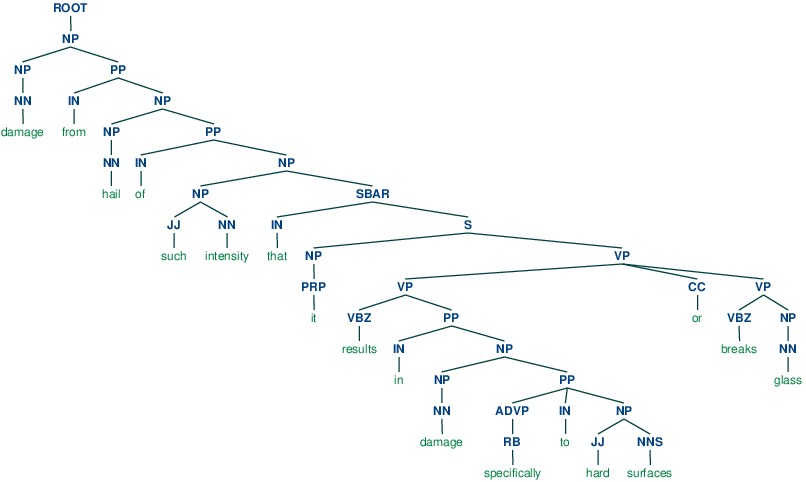 ROOT
NP
NP PP
NN IN NP
damage from NP PP
NN IN NP
hail of NP SBAR
JJ NN IN S
such intensity that NP VP
PRP VP CC VP
it VBZ PP or VBZ NP
results IN NP breaks NN
in NP PP glass
NN ADVP IN NP
damage RB to JJ NNS
specifically hard surfaces